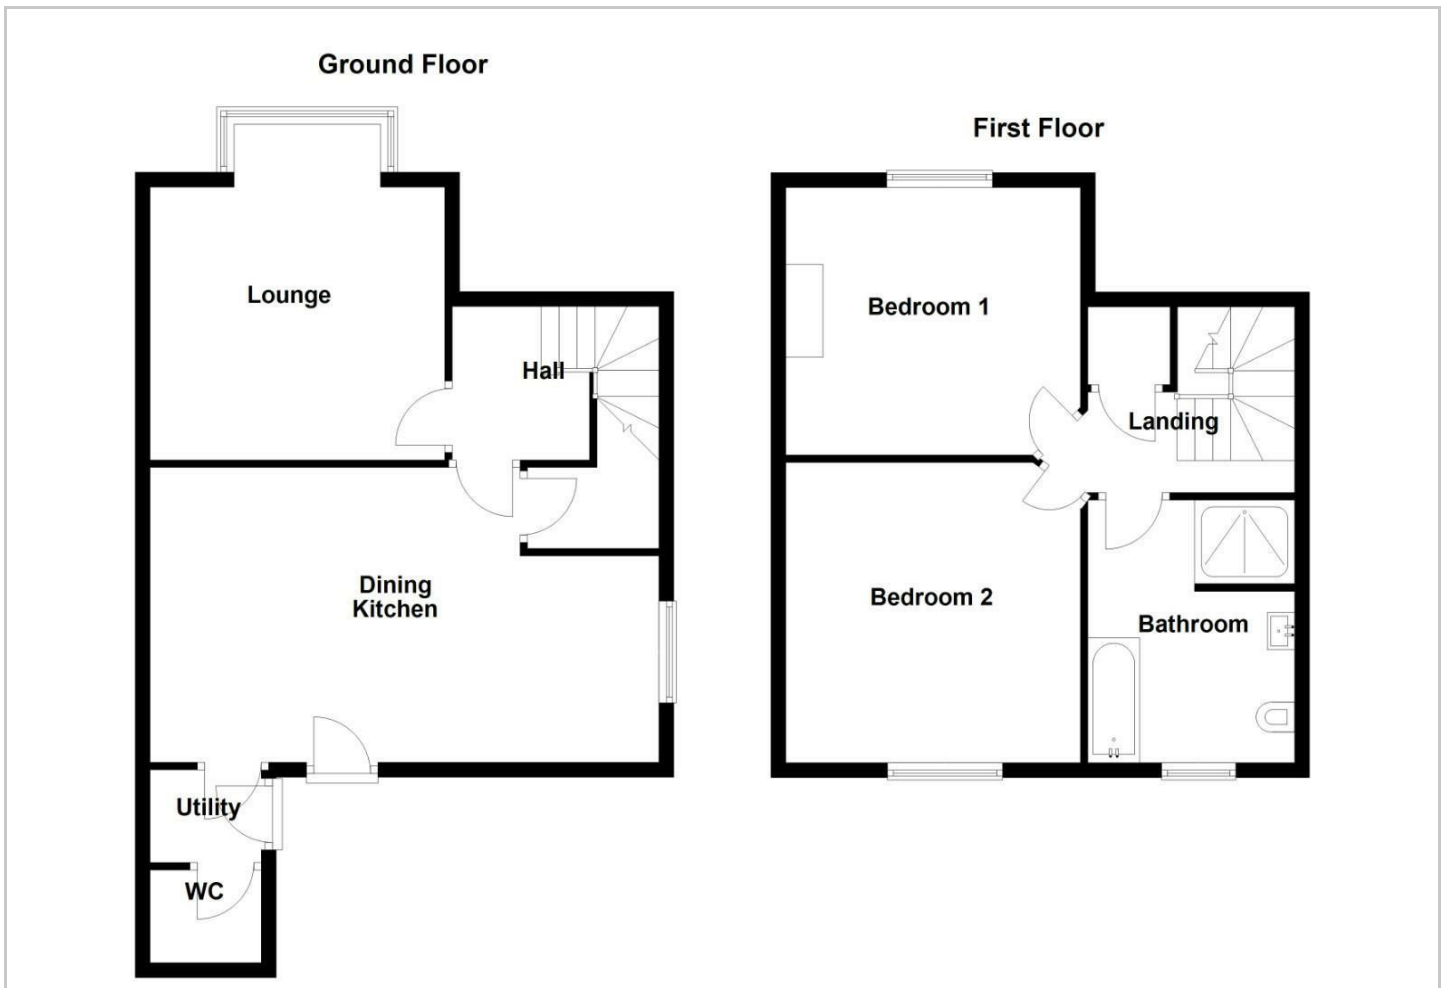 Ground Floor
Lounge
Hall
Dining
Kitchen
Utility
WC
First Floor
Bedroom 1
Landing
Bedroom 2
Bathroom